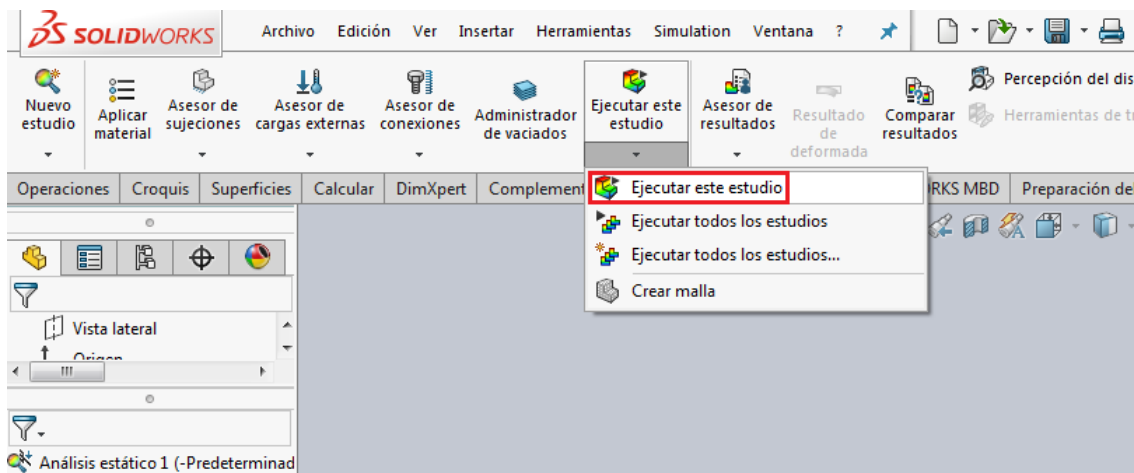 SOLIDWORKS Archivo Edición Ver Insertar Herramientas Simulation Ventana ?
Nuevo estudio
Aplicar material
Asesor de sujeciones
Asesor de cargas externas
Asesor de conexiones
Administrador de vaciados
Ejecutar este estudio
Asesor de resultados
Resultado de deformada
Comparar resultados
Percepción del dis
Herramientas de t
Operaciones Croquis Superficies Calcular DimXpert Complement RKS MBD Preparación de
Ejecutar este estudio
Ejecutar todos los estudios
Ejecutar todos los estudios...
Crear malla
Vista lateral
Origen
Análisis estático 1 (-Predeterminad